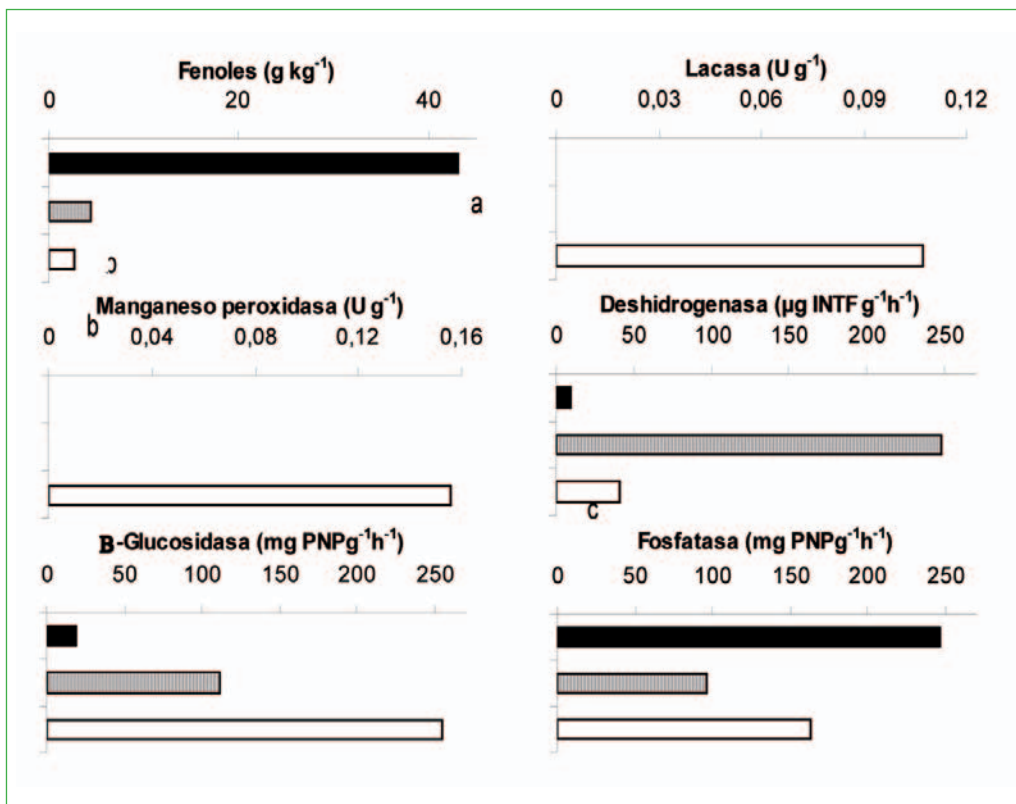 Fenoles (g kg⁻¹)
0 20 40
a
b
Lacasa (U g⁻¹)
0 0,03 0,06 0,09 0,12
Manganeso peroxidasa (U g⁻¹)
b
0 0,04 0,08 0,12 0,16
Deshidrogenasa (µg INTF g⁻¹h⁻¹)
0 50 100 150 200 250
c
B-Glucosidasa (mg PNPg⁻¹h⁻¹)
0 50 100 150 200 250
Fosfatasa (mg PNPg⁻¹h⁻¹)
0 50 100 150 200 250